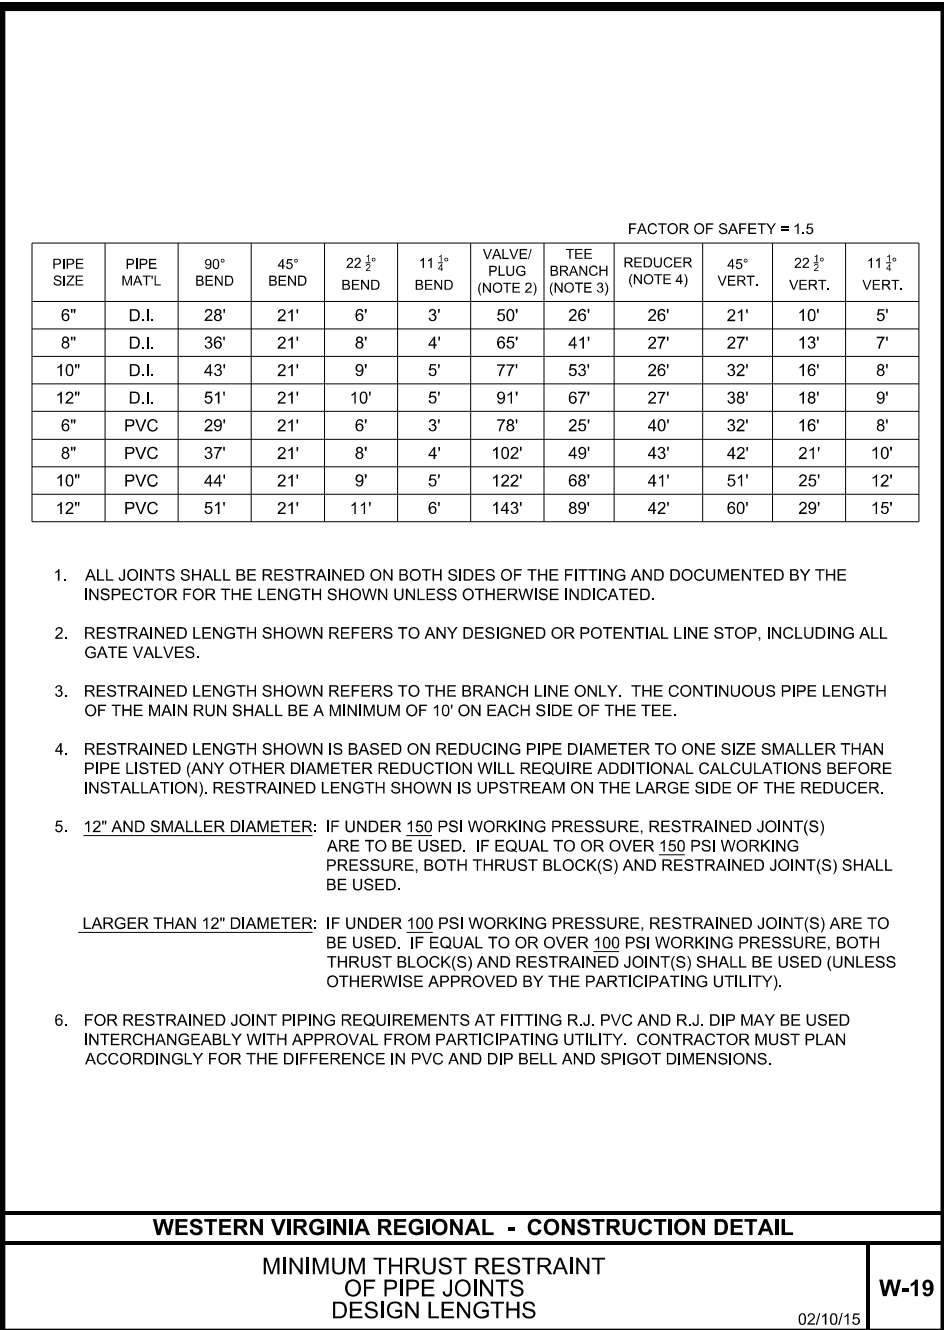 FACTOR OF SAFETY = 1.5
PIPE SIZE | PIPE MAT'L | 90° BEND | 45° BEND | 22 1/2° BEND | 11 1/4° BEND | VALVE/ PLUG (NOTE 2) | TEE BRANCH (NOTE 3) | REDUCER (NOTE 4) | 45° VERT. | 22 1/2° VERT. | 11 1/4° VERT.
6" | D.I. | 28' | 21' | 6' | 3' | 50' | 26' | 26' | 21' | 10' | 5'
8" | D.I. | 36' | 21' | 8' | 4' | 65' | 41' | 27' | 27' | 13' | 7'
10" | D.I. | 43' | 21' | 9' | 5' | 77' | 53' | 26' | 32' | 16' | 8'
12" | D.I. | 51' | 21' | 10' | 5' | 91' | 67' | 27' | 38' | 18' | 9'
6" | PVC | 29' | 21' | 6' | 3' | 78' | 25' | 40' | 32' | 16' | 8'
8" | PVC | 37' | 21' | 8' | 4' | 102' | 49' | 43' | 42' | 21' | 10'
10" | PVC | 44' | 21' | 9' | 5' | 122' | 68' | 41' | 51' | 25' | 12'
12" | PVC | 51' | 21' | 11' | 6' | 143' | 89' | 42' | 60' | 29' | 15'
1. ALL JOINTS SHALL BE RESTRAINED ON BOTH SIDES OF THE FITTING AND DOCUMENTED BY THE
INSPECTOR FOR THE LENGTH SHOWN UNLESS OTHERWISE INDICATED.
2. RESTRAINED LENGTH SHOWN REFERS TO ANY DESIGNED OR POTENTIAL LINE STOP, INCLUDING ALL
GATE VALVES.
3. RESTRAINED LENGTH SHOWN REFERS TO THE BRANCH LINE ONLY. THE CONTINUOUS PIPE LENGTH
OF THE MAIN RUN SHALL BE A MINIMUM OF 10' ON EACH SIDE OF THE TEE.
4. RESTRAINED LENGTH SHOWN IS BASED ON REDUCING PIPE DIAMETER TO ONE SIZE SMALLER THAN
PIPE LISTED (ANY OTHER DIAMETER REDUCTION WILL REQUIRE ADDITIONAL CALCULATIONS BEFORE
INSTALLATION). RESTRAINED LENGTH SHOWN IS UPSTREAM ON THE LARGE SIDE OF THE REDUCER.
5. 12" AND SMALLER DIAMETER: IF UNDER 150 PSI WORKING PRESSURE, RESTRAINED JOINT(S)
ARE TO BE USED. IF EQUAL TO OR OVER 150 PSI WORKING
PRESSURE, BOTH THRUST BLOCK(S) AND RESTRAINED JOINT(S) SHALL
BE USED.
LARGER THAN 12" DIAMETER: IF UNDER 100 PSI WORKING PRESSURE, RESTRAINED JOINT(S) ARE TO
BE USED. IF EQUAL TO OR OVER 100 PSI WORKING PRESSURE, BOTH
THRUST BLOCK(S) AND RESTRAINED JOINT(S) SHALL BE USED (UNLESS
OTHERWISE APPROVED BY THE PARTICIPATING UTILITY).
6. FOR RESTRAINED JOINT PIPING REQUIREMENTS AT FITTING R.J. PVC AND R.J. DIP MAY BE USED
INTERCHANGEABLY WITH APPROVAL FROM PARTICIPATING UTILITY. CONTRACTOR MUST PLAN
ACCORDINGLY FOR THE DIFFERENCE IN PVC AND DIP BELL AND SPIGOT DIMENSIONS.
WESTERN VIRGINIA REGIONAL - CONSTRUCTION DETAIL
MINIMUM THRUST RESTRAINT
OF PIPE JOINTS
DESIGN LENGTHS
02/10/15
W-19